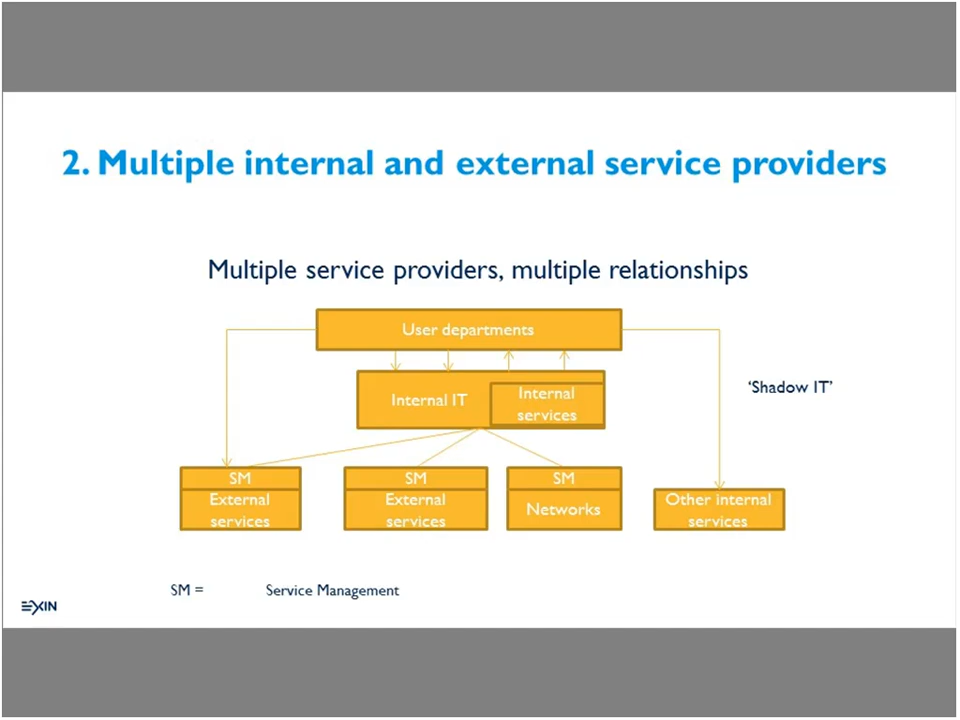 2. Multiple internal and external service providers
Multiple service providers, multiple relationships
User departments
Internal IT
Internal
services
'Shadow IT'
SM
External
services
SM
External
services
SM
Networks
Other internal
services
SM =
Service Management
EXIN